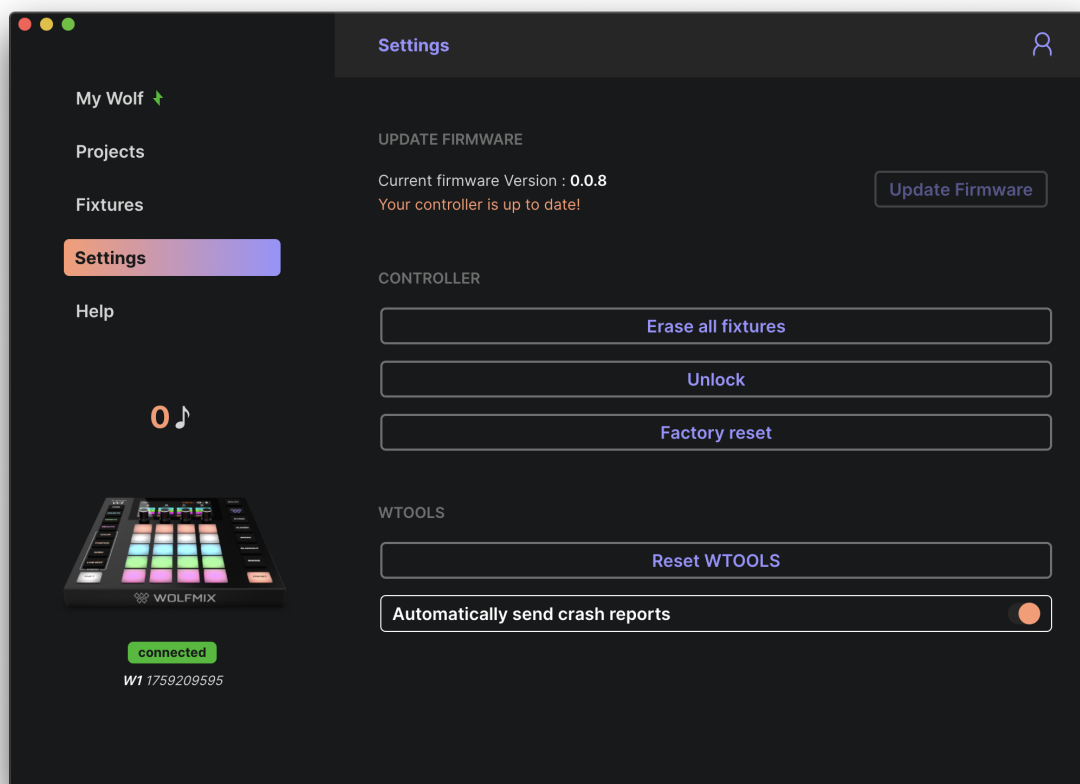 Settings
My Wolf
Projects
Fixtures
Settings
Help
0
WOLFMIX
connected
W1 1759209595
UPDATE FIRMWARE
Current firmware Version : 0.0.8
Your controller is up to date!
Update Firmware
CONTROLLER
Erase all fixtures
Unlock
Factory reset
WTOOLS
Reset WTOOLS
Automatically send crash reports